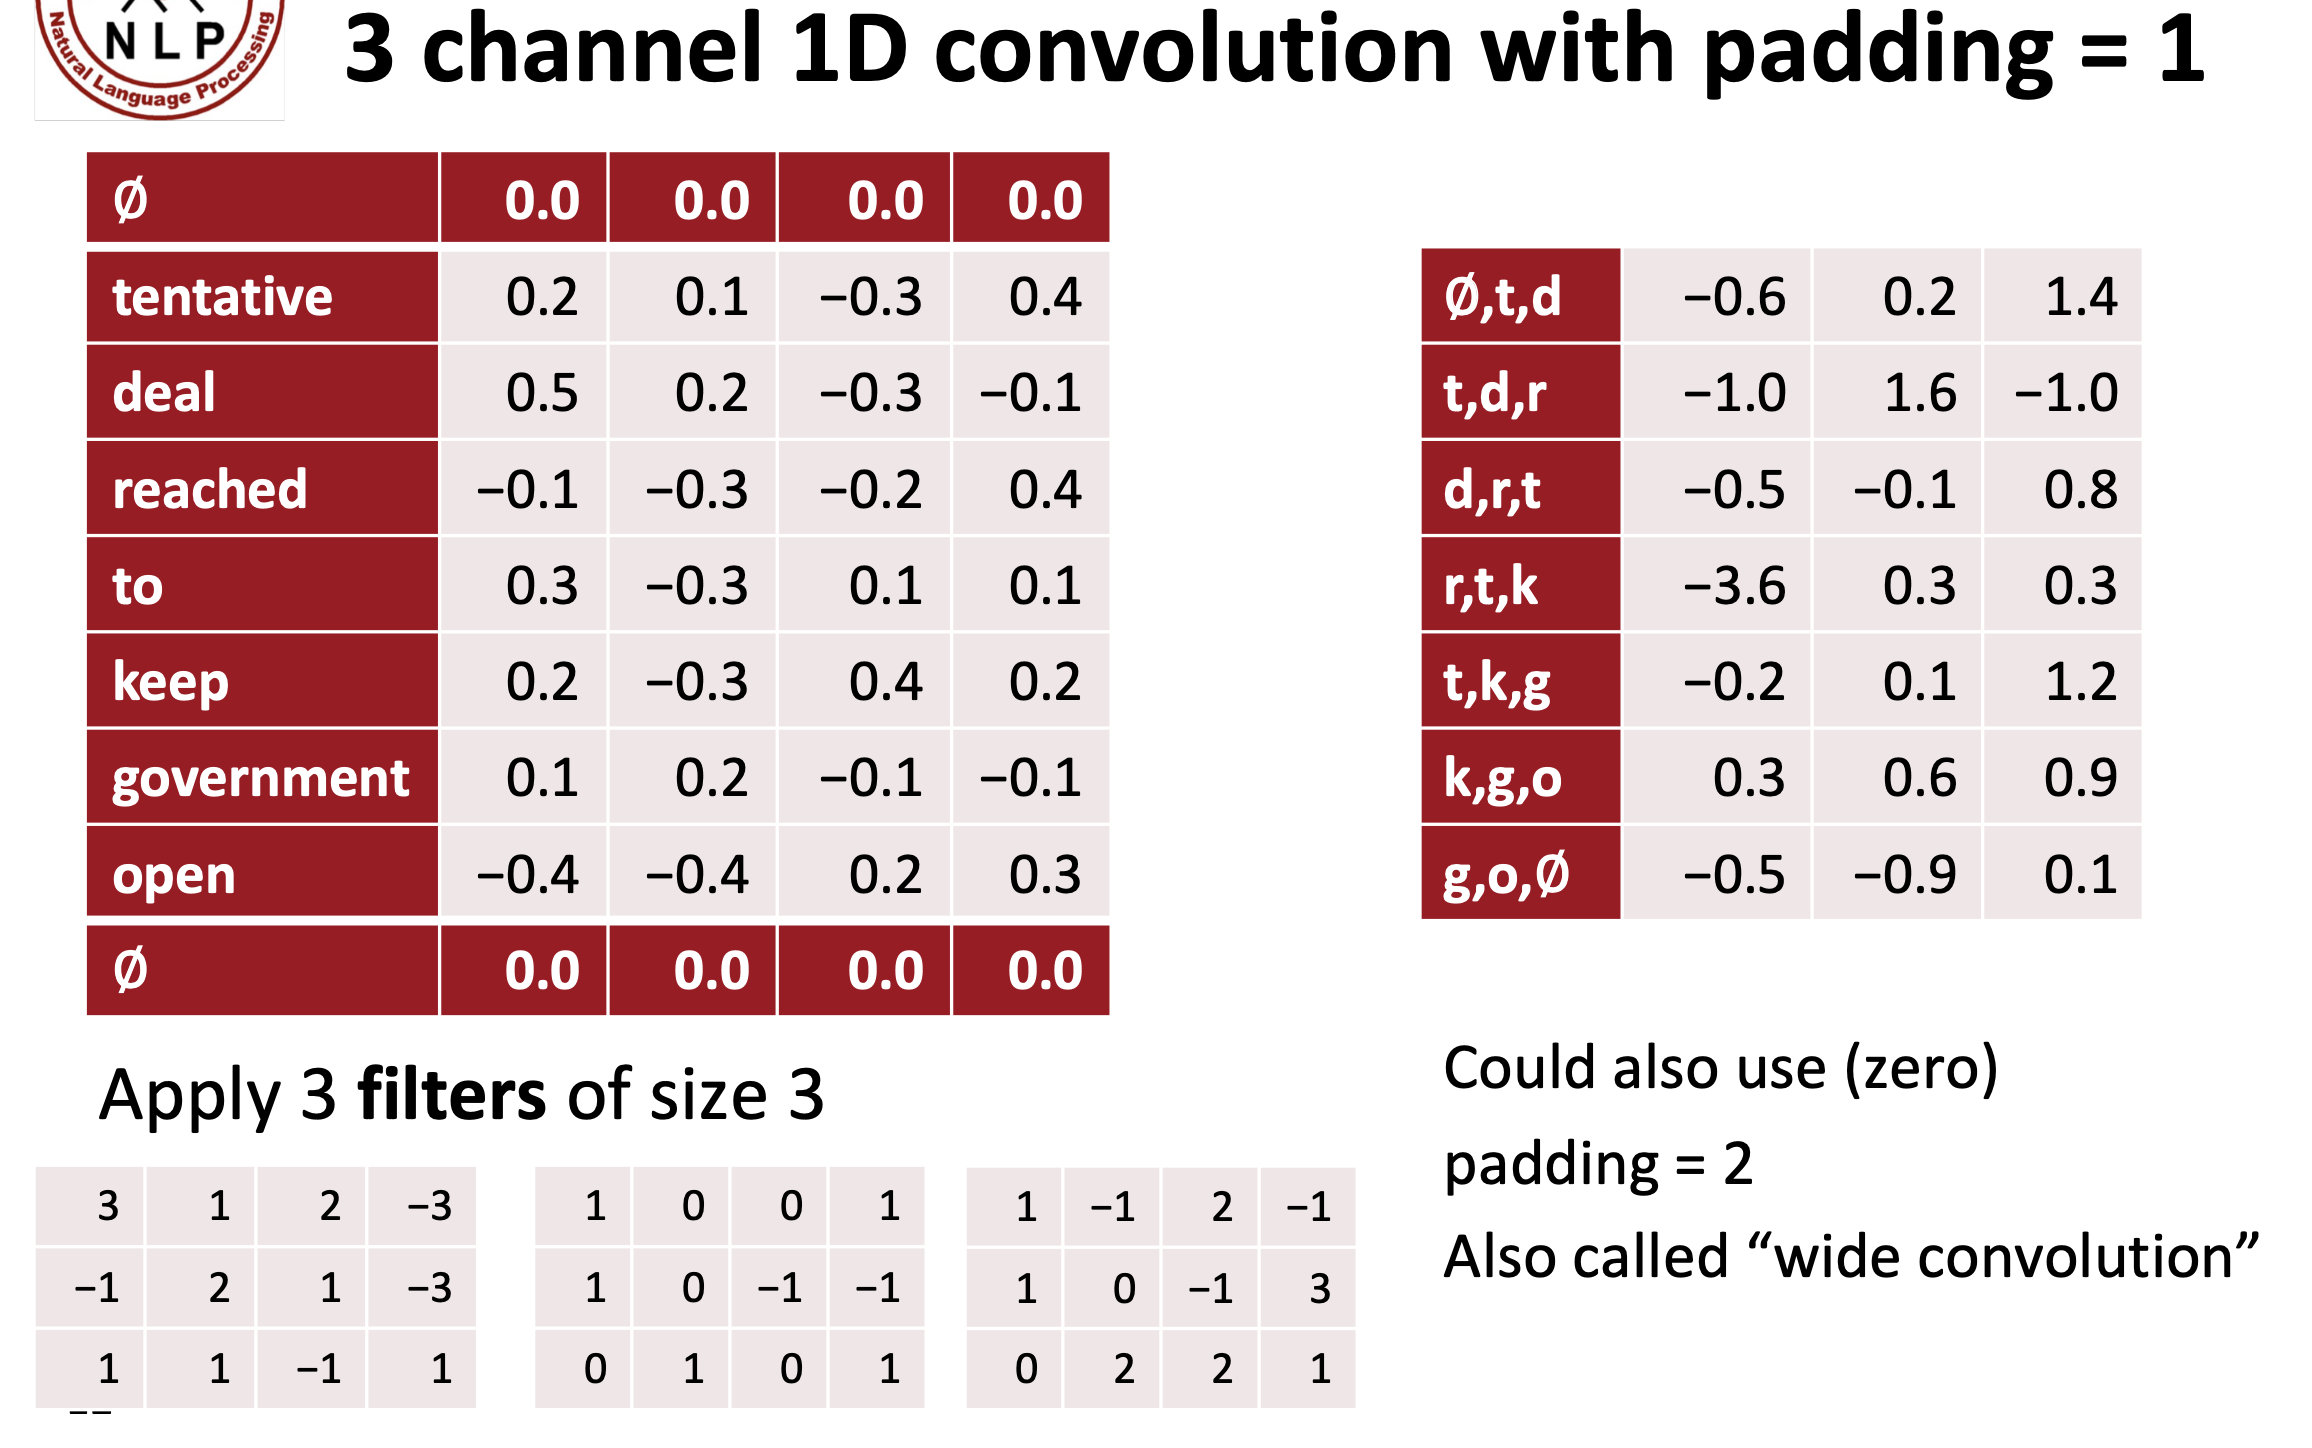 NLP
Natural Language Processing
3 channel 1D convolution with padding = 1
Ø 0.0 0.0 0.0 0.0
tentative 0.2 0.1 −0.3 0.4
deal 0.5 0.2 −0.3 −0.1
reached −0.1 −0.3 −0.2 0.4
to 0.3 −0.3 0.1 0.1
keep 0.2 −0.3 0.4 0.2
government 0.1 0.2 −0.1 −0.1
open −0.4 −0.4 0.2 0.3
Ø 0.0 0.0 0.0 0.0
Ø,t,d −0.6 0.2 1.4
t,d,r −1.0 1.6 −1.0
d,r,t −0.5 −0.1 0.8
r,t,k −3.6 0.3 0.3
t,k,g −0.2 0.1 1.2
k,g,o 0.3 0.6 0.9
g,o,Ø −0.5 −0.9 0.1
Apply 3 filters of size 3
3 1 2 −3
−1 2 1 −3
1 1 −1 1
1 0 0 1
1 0 −1 −1
0 1 0 1
1 −1 2 −1
1 0 −1 3
0 2 2 1
Could also use (zero)
padding = 2
Also called “wide convolution”